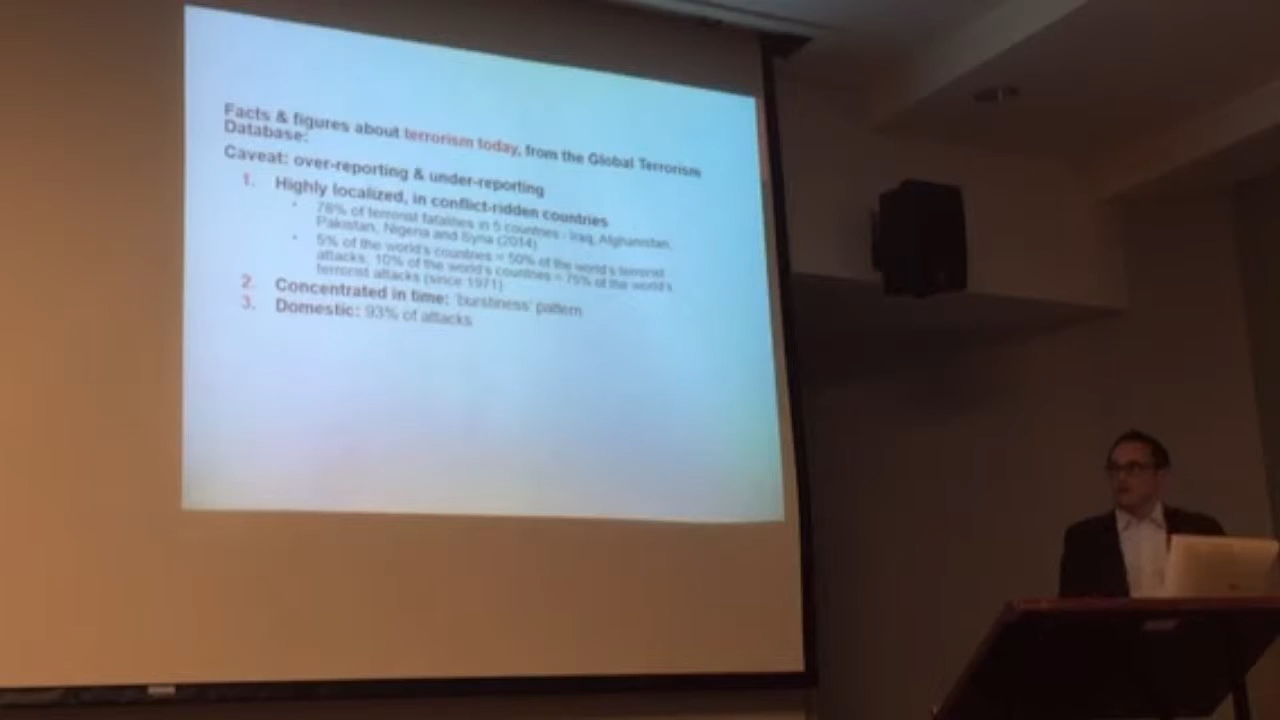 Facts & figures about terrorism today, from the Global Terrorism
Database:
Caveat: over-reporting & under-reporting
1. Highly localized, in conflict-ridden countries
• 78% of terrorist fatalities in 5 countries - Iraq, Afghanistan,
Pakistan, Nigeria and Syria (2014)
• 5% of the world's countries = 50% of the world's terrorist
attacks; 10% of the world's countries = 75% of the world's
terrorist attacks (since 1971)
2. Concentrated in time: 'burstiness' pattern
3. Domestic: 93% of attacks